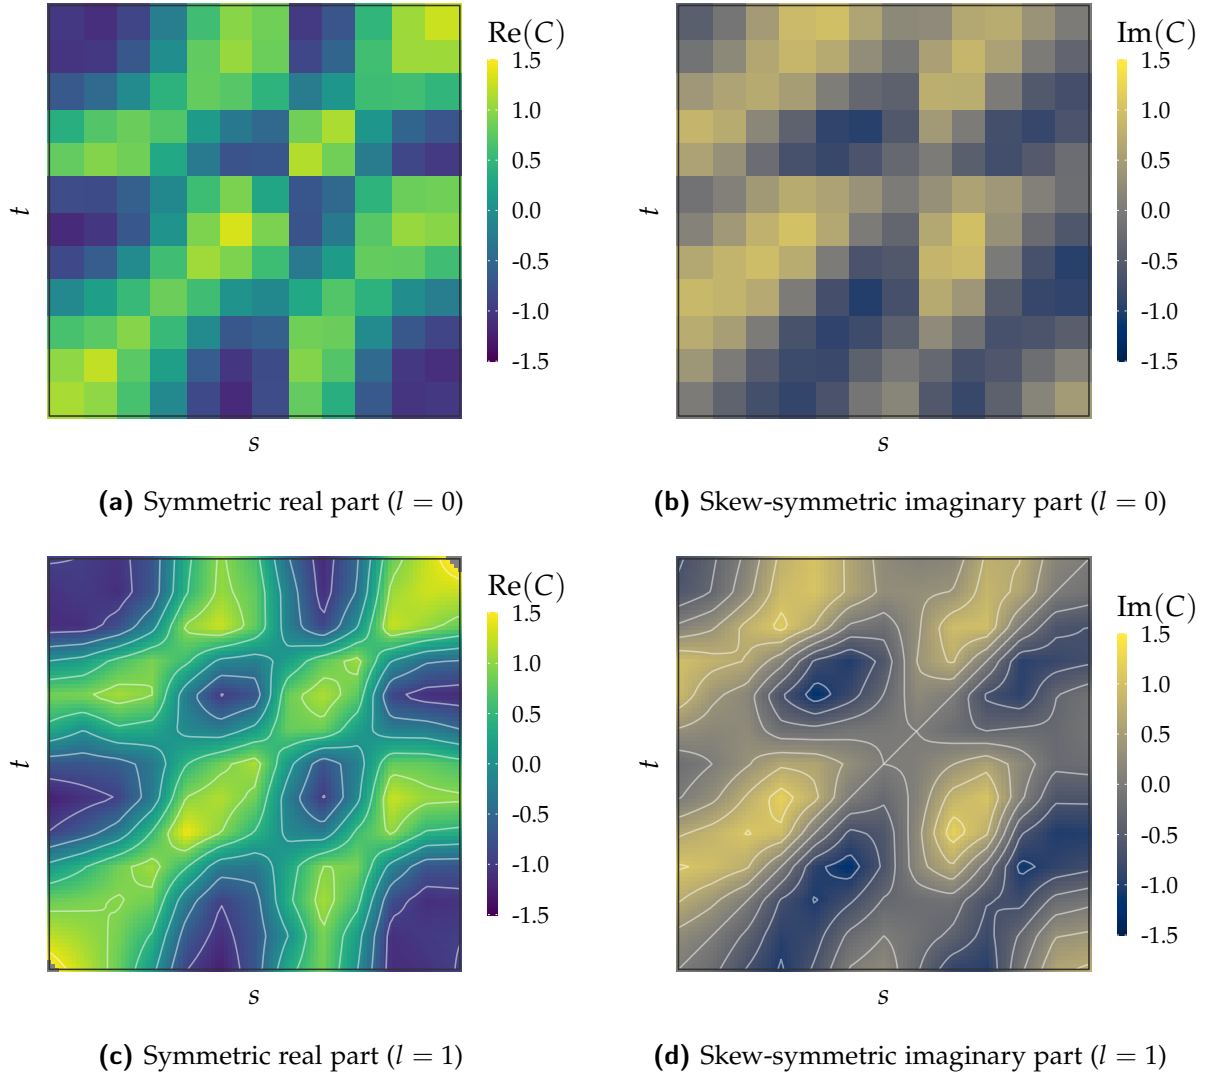 Re(C)
1.5
1.0
0.5
0.0
-0.5
-1.0
-1.5
t
s
(a) Symmetric real part (l = 0)
Im(C)
1.5
1.0
0.5
0.0
-0.5
-1.0
-1.5
t
s
(b) Skew-symmetric imaginary part (l = 0)
Re(C)
1.5
1.0
0.5
0.0
-0.5
-1.0
-1.5
t
s
(c) Symmetric real part (l = 1)
Im(C)
1.5
1.0
0.5
0.0
-0.5
-1.0
-1.5
t
s
(d) Skew-symmetric imaginary part (l = 1)